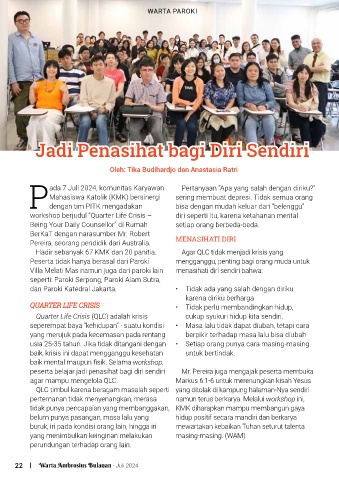 WARTA PAROKI
Jadi Penasihat bagi Diri Sendiri
Oleh: Tika Budihardjo dan Anastasia Ratri
Pada 7 Juli 2024, komunitas Karyawan
Mahasiswa Katolik (KMK) bersinergi
dengan tim PITK mengadakan
workshop berjudul "Quarter Life Crisis –
Being Your Daily Counsellor" di Rumah
BerKaT dengan narasumber Mr. Robert
Pereira, seorang pendidik dari Australia.
Hadir sebanyak 67 KMK dan 20 panitia.
Peserta tidak hanya berasal dari Paroki
Villa Melati Mas namun juga dari paroki lain
seperti: Paroki Serpong, Paroki Alam Sutra,
dan Paroki Katedral Jakarta.
QUARTER LIFE CRISIS
Quarter Life Crisis (QLC) adalah krisis
seperempat baya "kehidupan" - suatu kondisi
yang merujuk pada kecemasan pada rentang
usia 25-35 tahun. Jika tidak ditangani dengan
baik, krisis ini dapat mengganggu kesehatan
baik mental maupun fisik. Selama workshop,
peserta belajar jadi penasihat bagi diri sendiri
agar mampu mengelola QLC.
QLC timbul karena beragam masalah seperti
pertemanan tidak menyenangkan, merasa
tidak punya pencapaian yang membanggakan,
belum punya pasangan, masa lalu yang
buruk, iri pada kondisi orang lain, hingga iri
yang menimbulkan keinginan melakukan
perundungan terhadap orang lain.
Pertanyaan "Apa yang salah dengan diriku?"
sering membuat depresi. Tidak semua orang
bisa dengan mudah keluar dari "belenggu"
diri seperti itu, karena ketahanan mental
setiap orang berbeda-beda.
MENASIHATI DIRI
Agar QLC tidak menjadi krisis yang
mengganggu, penting bagi orang muda untuk
menasihati diri sendiri bahwa:
• Tidak ada yang salah dengan diriku
karena diriku berharga
• Tidak perlu membandingkan hidup,
cukup syukuri hidup kita sendiri.
• Masa lalu tidak dapat diubah, tetapi cara
berpikir terhadap masa lalu bisa diubah
• Setiap orang punya cara masing-masing
untuk bertindak.
Mr. Pereira juga mengajak peserta membuka
Markus 6:1-6 untuk merenungkan kisah Yesus
yang ditolak dikampung halaman-Nya sendiri
namun terus berkarya. Melalui workshop ini,
KMK diharapkan mampu membangun gaya
hidup positif secara mandiri dan berkarya
mewartakan kebaikan Tuhan seturut talenta
masing-masing. (WAM)
22 | Warta Ambrosius Bulanan - Juli 2024